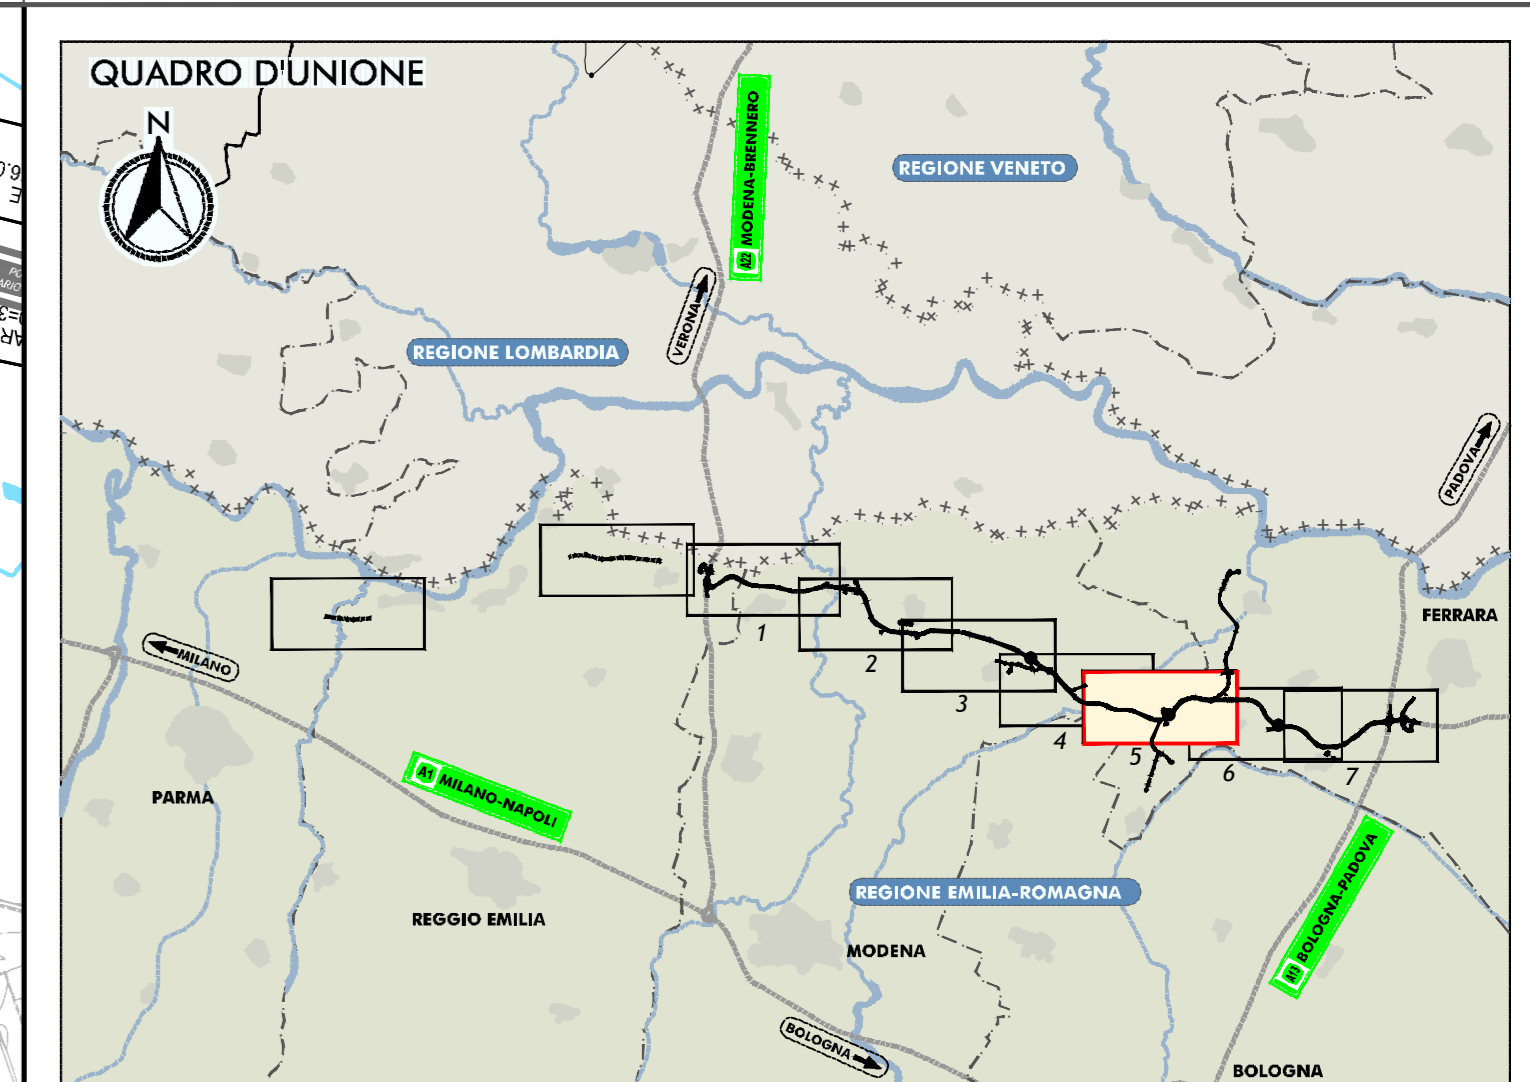 QUADRO D'UNIONE
N
A22 MODENA-BRENNERO
REGIONE VENETO
VERONA
REGIONE LOMBARDIA
PADOVA
FERRARA
MILANO
1
2
3
4
5
6
7
PARMA
A1 MILANO-NAPOLI
REGGIO EMILIA
REGIONE EMILIA-ROMAGNA
MODENA
A13 BOLOGNA-PADOVA
BOLOGNA
BOLOGNA